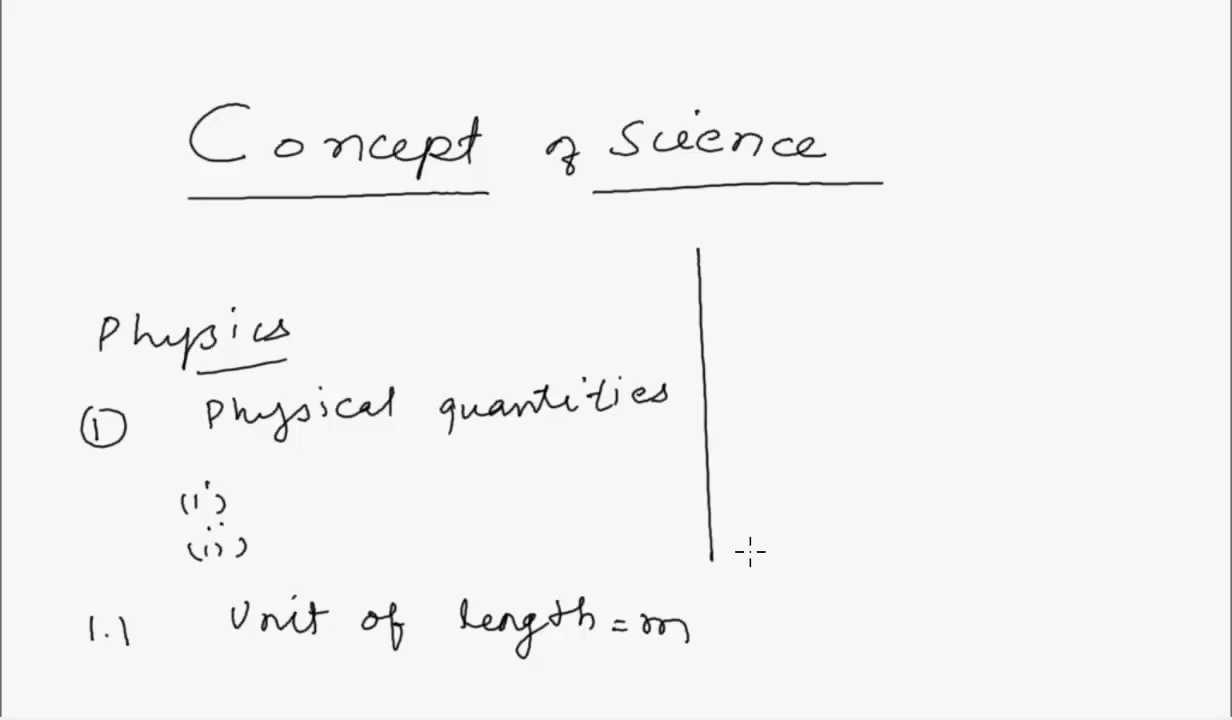 Concept of science
Physics
① Physical quantities
(i)
(ii)
1.1 Unit of length = m